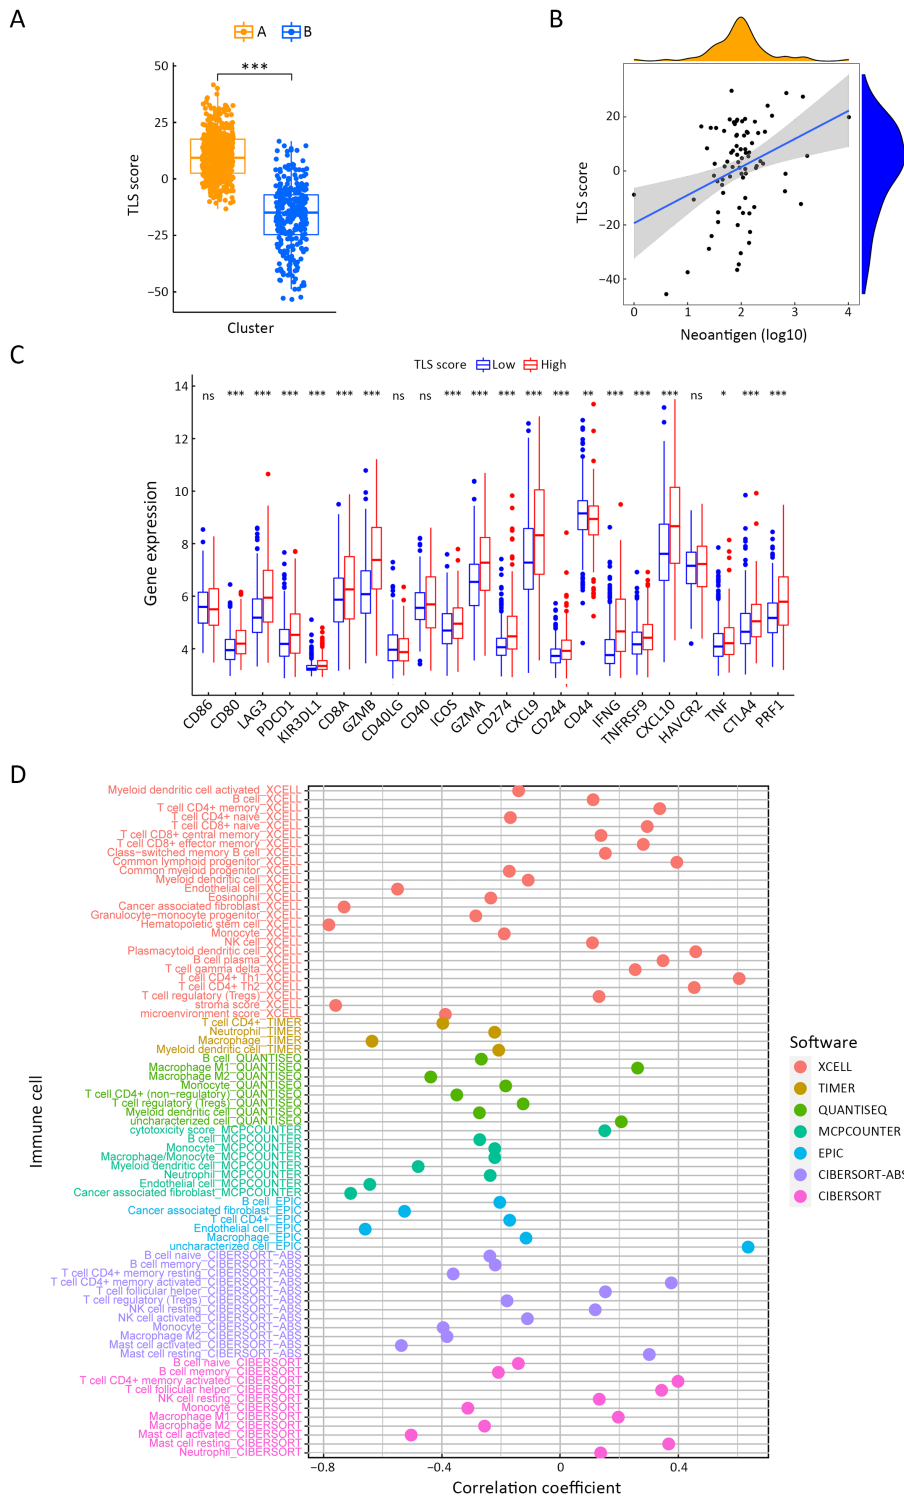 A
A B
***
50
25
0
−25
−50
TLS score
Cluster
B
20
0
−20
−40
TLS score
0 1 2 3 4
Neoantigen (log10)
C
TLS score Low High
14
12
10
8
6
4
Gene expression
ns *** *** *** *** *** *** ns ns *** *** *** *** *** ** *** *** *** ns * *** ***
CD86 CD80 LAG3 PDCD1 KIR3DL1 CD8A GZMB CD40LG CD40 ICOS GZMA CD274 CXCL9 CD244 CD44 IFNG TNFRSF9 CXCL10 HAVCR2 TNF CTLA4 PRF1
D
Myeloid dendritic cell activated_XCELL
B cell_XCELL
T cell CD4+ memory_XCELL
T cell CD4+ naive_XCELL
T cell CD8+ naive_XCELL
T cell CD8+ central memory_XCELL
T cell CD8+ effector memory_XCELL
Class−switched memory B cell_XCELL
Common lymphoid progenitor_XCELL
Common myeloid progenitor_XCELL
Myeloid dendritic cell_XCELL
Endothelial cell_XCELL
Eosinophil_XCELL
Cancer associated fibroblast_XCELL
Granulocyte−monocyte progenitor_XCELL
Hematopoietic stem cell_XCELL
Monocyte_XCELL
NK cell_XCELL
Plasmacytoid dendritic cell_XCELL
B cell plasma_XCELL
T cell gamma delta_XCELL
T cell CD4+ Th1_XCELL
T cell CD4+ Th2_XCELL
T cell regulatory (Tregs)_XCELL
stroma score_XCELL
microenvironment score_XCELL
T cell CD4+_TIMER
Neutrophil_TIMER
Macrophage_TIMER
Myeloid dendritic cell_TIMER
B cell_QUANTISEQ
Macrophage M1_QUANTISEQ
Macrophage M2_QUANTISEQ
Monocyte_QUANTISEQ
T cell CD4+ (non−regulatory)_QUANTISEQ
T cell regulatory (Tregs)_QUANTISEQ
Myeloid dendritic cell_QUANTISEQ
uncharacterized cell_QUANTISEQ
cytotoxicity score_MCPCOUNTER
B cell_MCPCOUNTER
Monocyte_MCPCOUNTER
Macrophage/Monocyte_MCPCOUNTER
Myeloid dendritic cell_MCPCOUNTER
Neutrophil_MCPCOUNTER
Endothelial cell_MCPCOUNTER
Cancer associated fibroblast_MCPCOUNTER
B cell_EPIC
Cancer associated fibroblast_EPIC
T cell CD4+_EPIC
Endothelial cell_EPIC
Macrophage_EPIC
uncharacterized cell_EPIC
B cell naive_CIBERSORT−ABS
B cell memory_CIBERSORT−ABS
T cell CD4+ memory resting_CIBERSORT−ABS
T cell CD4+ memory activated_CIBERSORT−ABS
T cell follicular helper_CIBERSORT−ABS
T cell regulatory (Tregs)_CIBERSORT−ABS
NK cell resting_CIBERSORT−ABS
NK cell activated_CIBERSORT−ABS
Monocyte_CIBERSORT−ABS
Macrophage M2_CIBERSORT−ABS
Mast cell activated_CIBERSORT−ABS
Mast cell resting_CIBERSORT−ABS
B cell naive_CIBERSORT
B cell memory_CIBERSORT
T cell CD4+ memory activated_CIBERSORT
T cell follicular helper_CIBERSORT
NK cell resting_CIBERSORT
Monocyte_CIBERSORT
Macrophage M1_CIBERSORT
Macrophage M2_CIBERSORT
Mast cell activated_CIBERSORT
Mast cell resting_CIBERSORT
Neutrophil_CIBERSORT
Immune cell
−0.8 −0.4 0 0.4
Correlation coefficient
Software
XCELL
TIMER
QUANTISEQ
MCPCOUNTER
EPIC
CIBERSORT-ABS
CIBERSORT